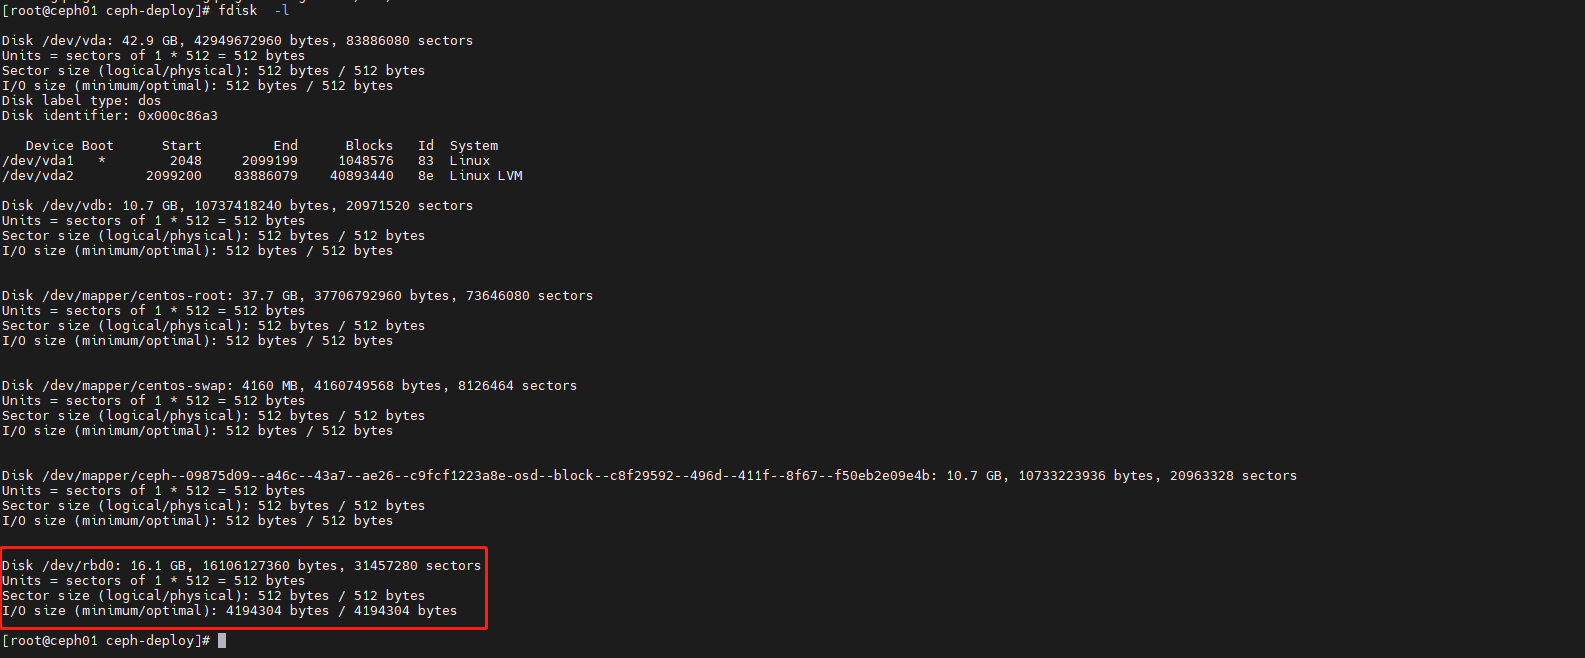 [root@ceph01 ceph-deploy]# fdisk  -l
Disk /dev/vda: 42.9 GB, 42949672960 bytes, 83886080 sectors
Units = sectors of 1 * 512 = 512 bytes
Sector size (logical/physical): 512 bytes / 512 bytes
I/O size (minimum/optimal): 512 bytes / 512 bytes
Disk label type: dos
Disk identifier: 0x000c86a3
   Device Boot      Start         End      Blocks   Id  System
/dev/vda1   *        2048     2099199     1048576   83  Linux
/dev/vda2         2099200    83886079    40893440   8e  Linux LVM
Disk /dev/vdb: 10.7 GB, 10737418240 bytes, 20971520 sectors
Units = sectors of 1 * 512 = 512 bytes
Sector size (logical/physical): 512 bytes / 512 bytes
I/O size (minimum/optimal): 512 bytes / 512 bytes
Disk /dev/mapper/centos-root: 37.7 GB, 37706792960 bytes, 73646080 sectors
Units = sectors of 1 * 512 = 512 bytes
Sector size (logical/physical): 512 bytes / 512 bytes
I/O size (minimum/optimal): 512 bytes / 512 bytes
Disk /dev/mapper/centos-swap: 4160 MB, 4160749568 bytes, 8126464 sectors
Units = sectors of 1 * 512 = 512 bytes
Sector size (logical/physical): 512 bytes / 512 bytes
I/O size (minimum/optimal): 512 bytes / 512 bytes
Disk /dev/mapper/ceph--09875d09--a46c--43a7--ae26--c9fcf1223a8e-osd--block--c8f29592--496d--411f--8f67--f50eb2e09e4b: 10.7 GB, 10733223936 bytes, 20963328 sectors
Units = sectors of 1 * 512 = 512 bytes
Sector size (logical/physical): 512 bytes / 512 bytes
I/O size (minimum/optimal): 512 bytes / 512 bytes
Disk /dev/rbd0: 16.1 GB, 16106127360 bytes, 31457280 sectors
Units = sectors of 1 * 512 = 512 bytes
Sector size (logical/physical): 512 bytes / 512 bytes
I/O size (minimum/optimal): 4194304 bytes / 4194304 bytes
[root@ceph01 ceph-deploy]#